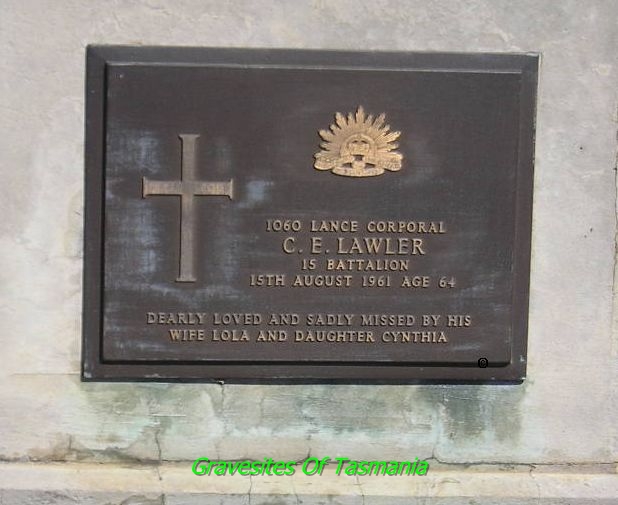 1060 LANCE CORPORAL
C. E. LAWLER
15 BATTALION
15TH AUGUST 1961 AGE 64
DEARLY LOVED AND SADLY MISSED BY HIS
WIFE LOLA AND DAUGHTER CYNTHIA
©
Gravesites Of Tasmania